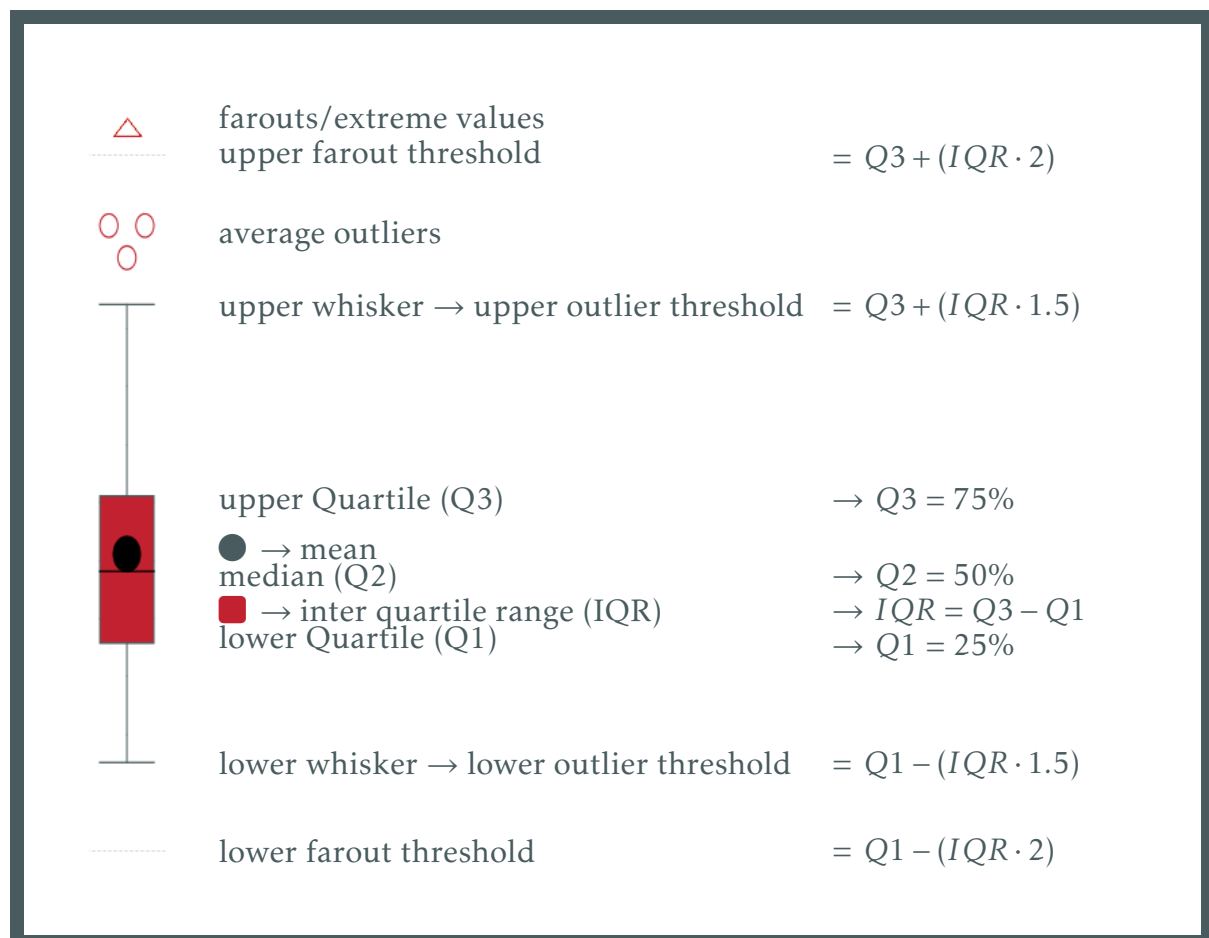 farouts/extreme values
upper farout threshold = Q3 + (IQR · 2)
average outliers
upper whisker → upper outlier threshold = Q3 + (IQR · 1.5)
upper Quartile (Q3) → Q3 = 75%
→ mean
median (Q2) → Q2 = 50%
→ inter quartile range (IQR) → IQR = Q3 − Q1
lower Quartile (Q1) → Q1 = 25%
lower whisker → lower outlier threshold = Q1 − (IQR · 1.5)
lower farout threshold = Q1 − (IQR · 2)